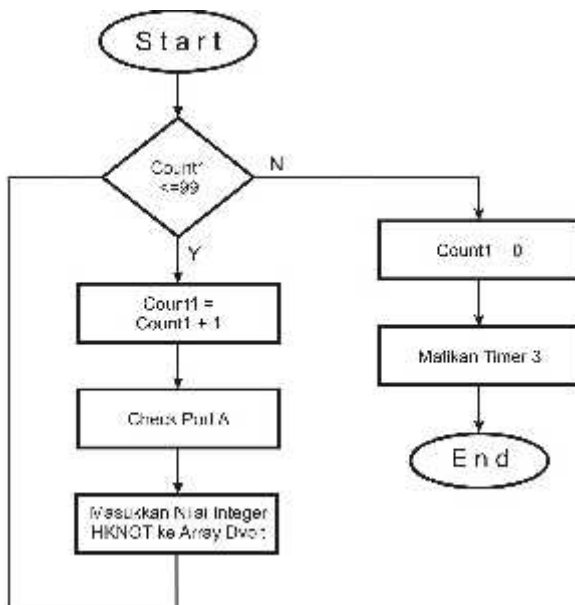 Start
Count1
<=99
N
Y
Count1 =
Count1 + 1
Check Port A
Masukkan Nilai Integer
HKNOT ke Array
Count1 0
Matikan Timer 3
End